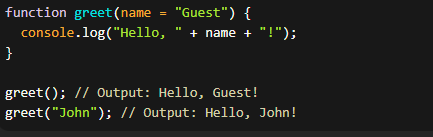 function greet(name = "Guest") {
  console.log("Hello, " + name + "!");
}

greet(); // Output: Hello, Guest!
greet("John"); // Output: Hello, John!